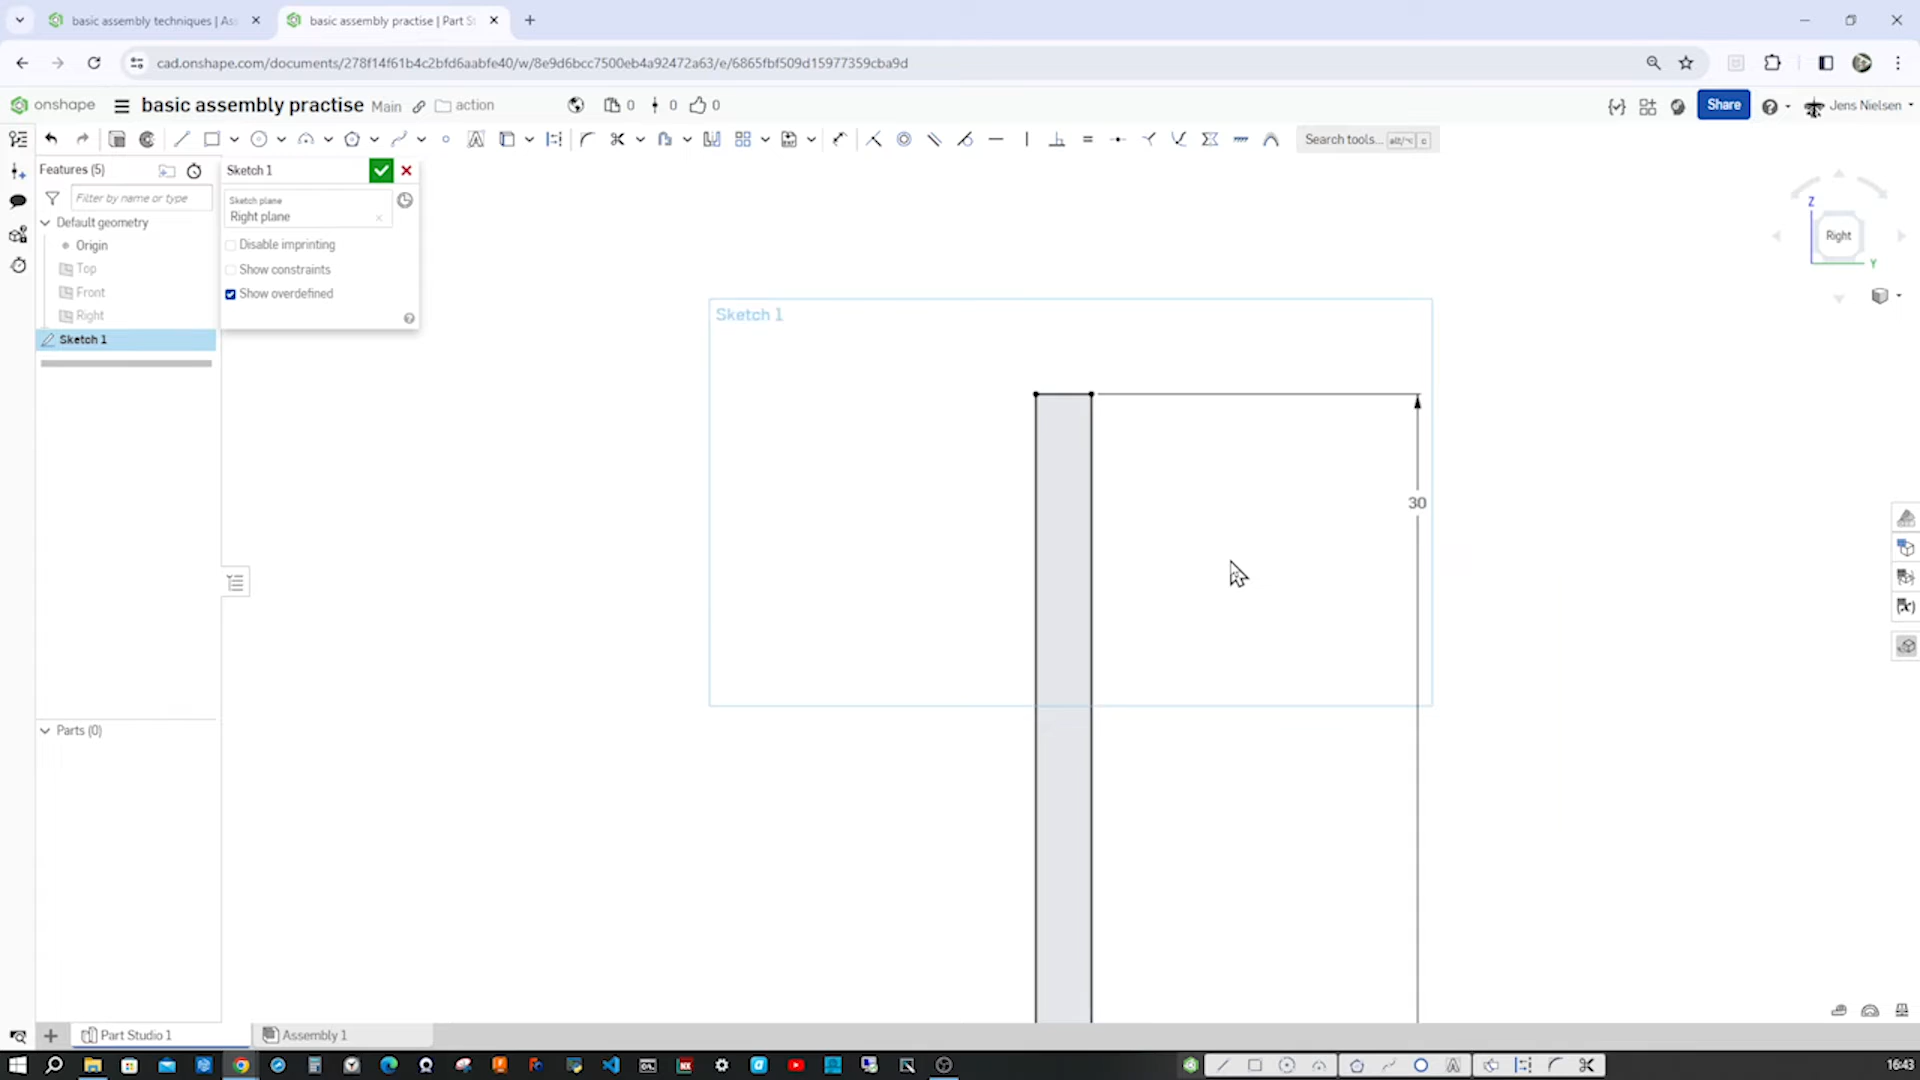 basic assembly techniques | As
basic assembly practise | Part S
cad.onshape.com/documents/278f14f61b4c2bfd6aabfe40/w/8e9d6bcc7500eb4a92472a63/e/6865fbf509d15977359cba9d
onshape
basic assembly practise Main action
0 0 0
Share
Jens Nielsen
Search tools... alt/⌥ c
Features (5)
Filter by name or type
Default geometry
Origin
Top
Front
Right
Sketch 1
Sketch 1
Sketch plane
Right plane
Disable imprinting
Show constraints
Show overdefined
Sketch 1
30
Z
Right
Y
Parts (0)
Part Studio 1
Assembly 1
16:43